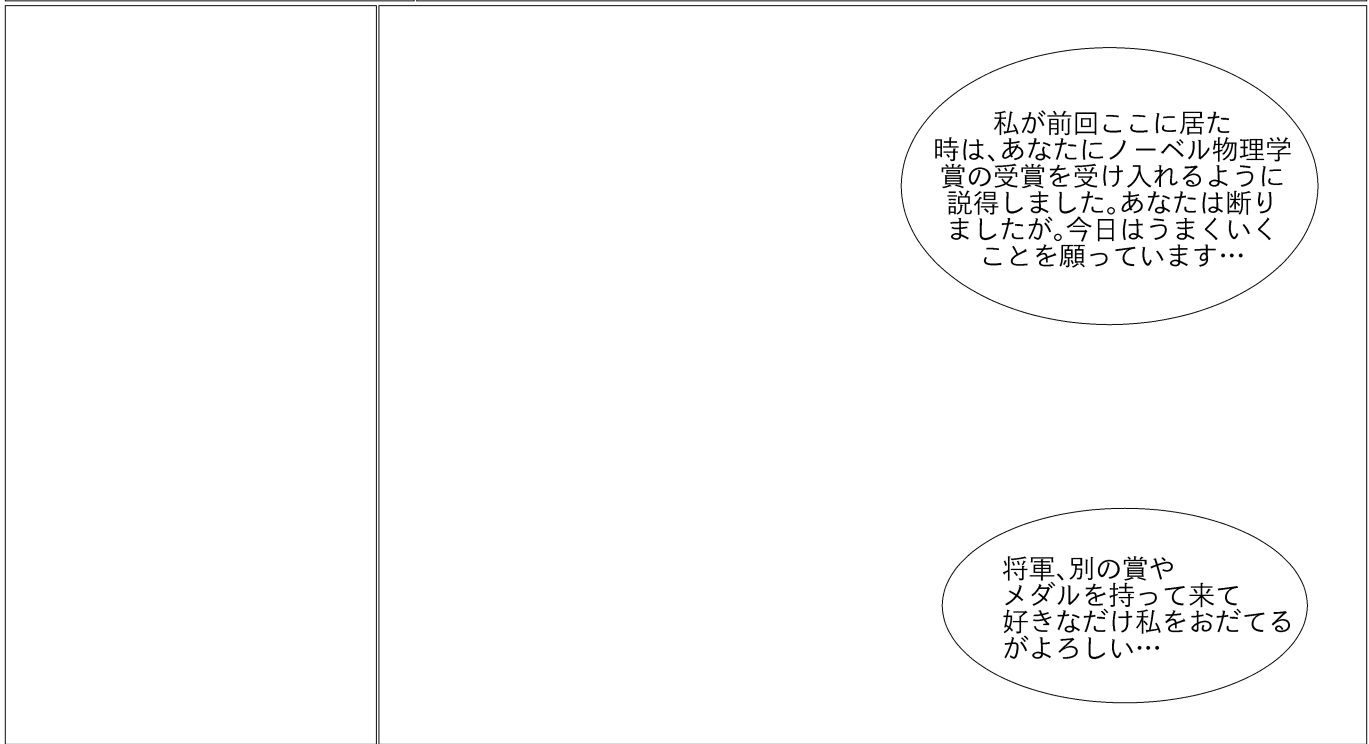 私が前回ここに居た
時は、あなたにノーベル物理学
賞の受賞を受け入れるように
説得しました。あなたは断り
ましたが。今日はうまくいく
ことを願っています…
将軍、別の賞や
メダルを持って来て
好きなだけ私をおだてる
がよろしい…